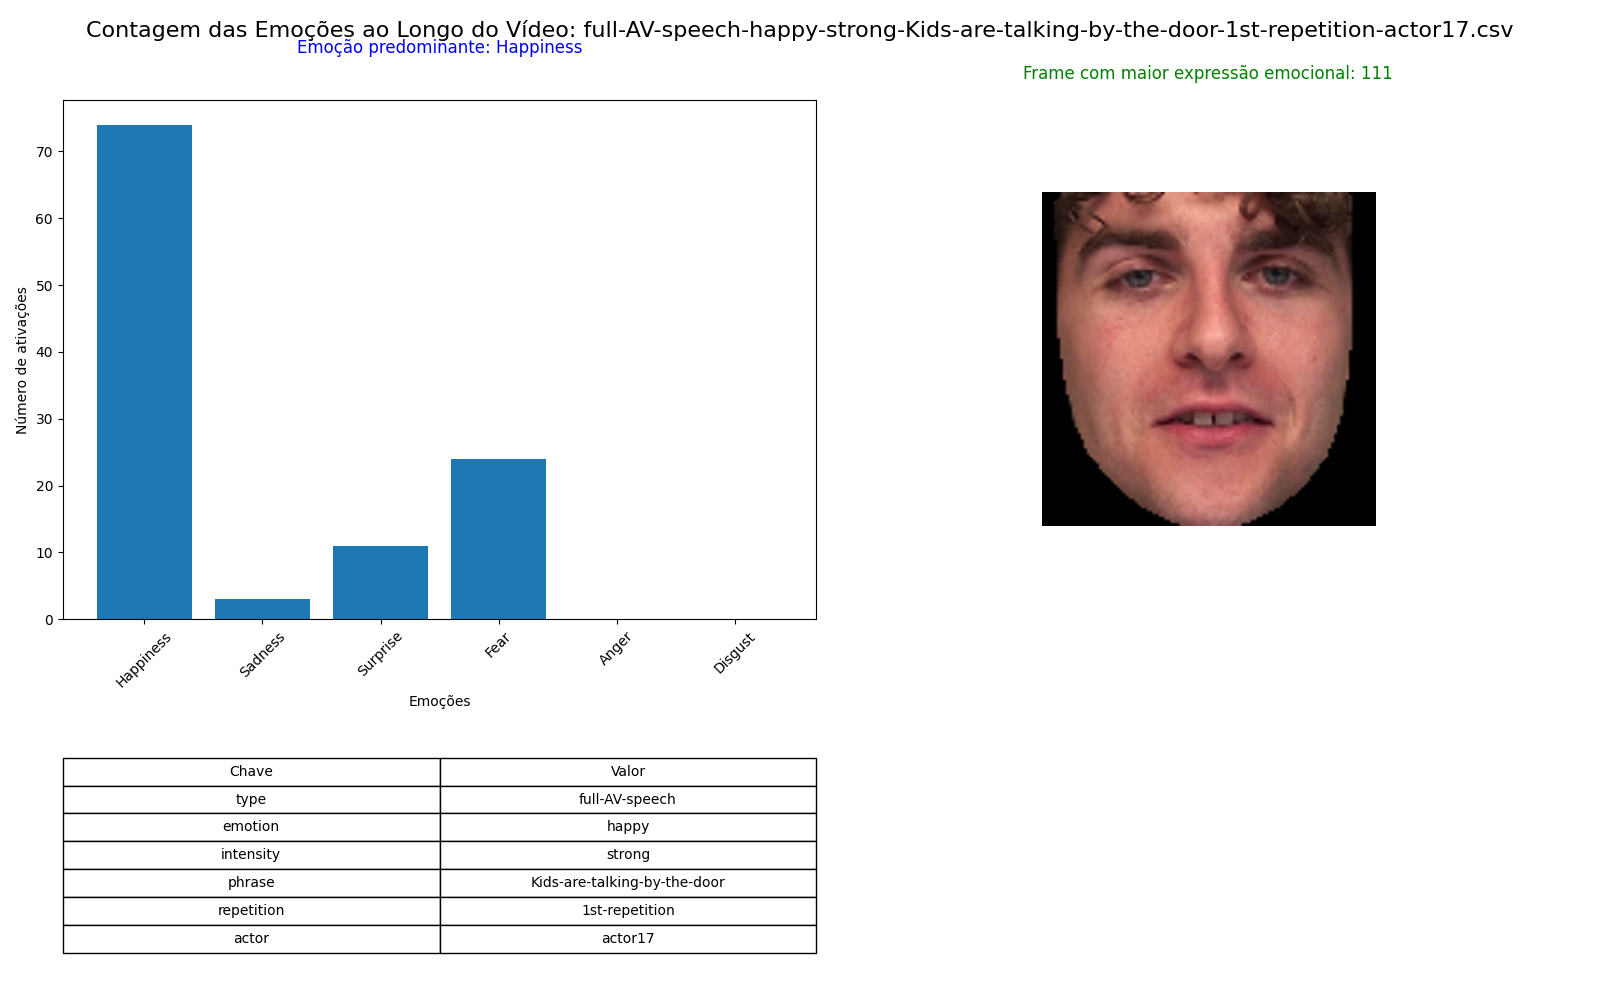 Contagem das Emoções ao Longo do Vídeo: full-AV-speech-happy-strong-Kids-are-talking-by-the-door-1st-repetition-actor17.csv
Emoção predominante: Happiness
Frame com maior expressão emocional: 111
Número de ativações
70
60
50
40
30
20
10
0
Happiness
Sadness
Surprise
Fear
Anger
Disgust
Emoções
Chave Valor
type full-AV-speech
emotion happy
intensity strong
phrase Kids-are-talking-by-the-door
repetition 1st-repetition
actor actor17